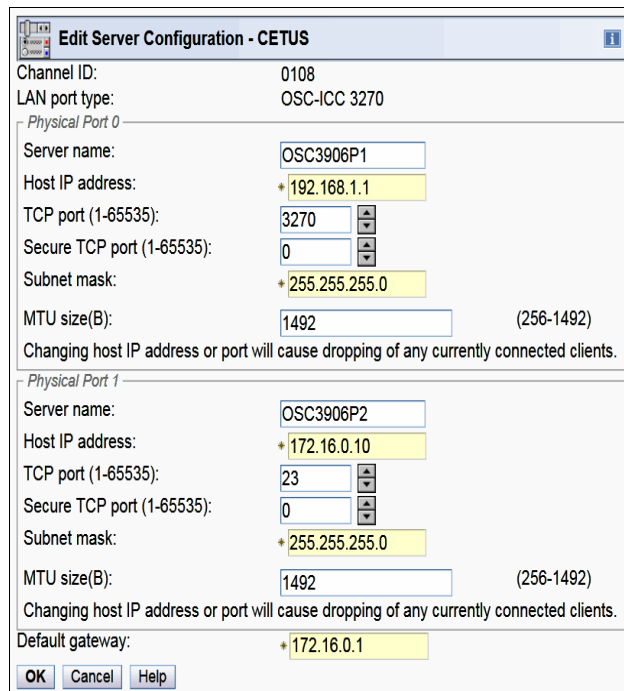 Edit Server Configuration - CETUS
i
Channel ID: 0108
LAN port type: OSC-ICC 3270
Physical Port 0
Server name: OSC3906P1
Host IP address: * 192.168.1.1
TCP port (1-65535): 3270
Secure TCP port (1-65535): 0
Subnet mask: * 255.255.255.0
MTU size(B): 1492 (256-1492)
Changing host IP address or port will cause dropping of any currently connected clients.
Physical Port 1
Server name: OSC3906P2
Host IP address: * 172.16.0.10
TCP port (1-65535): 23
Secure TCP port (1-65535): 0
Subnet mask: * 255.255.255.0
MTU size(B): 1492 (256-1492)
Changing host IP address or port will cause dropping of any currently connected clients.
Default gateway: * 172.16.0.1
OK Cancel Help